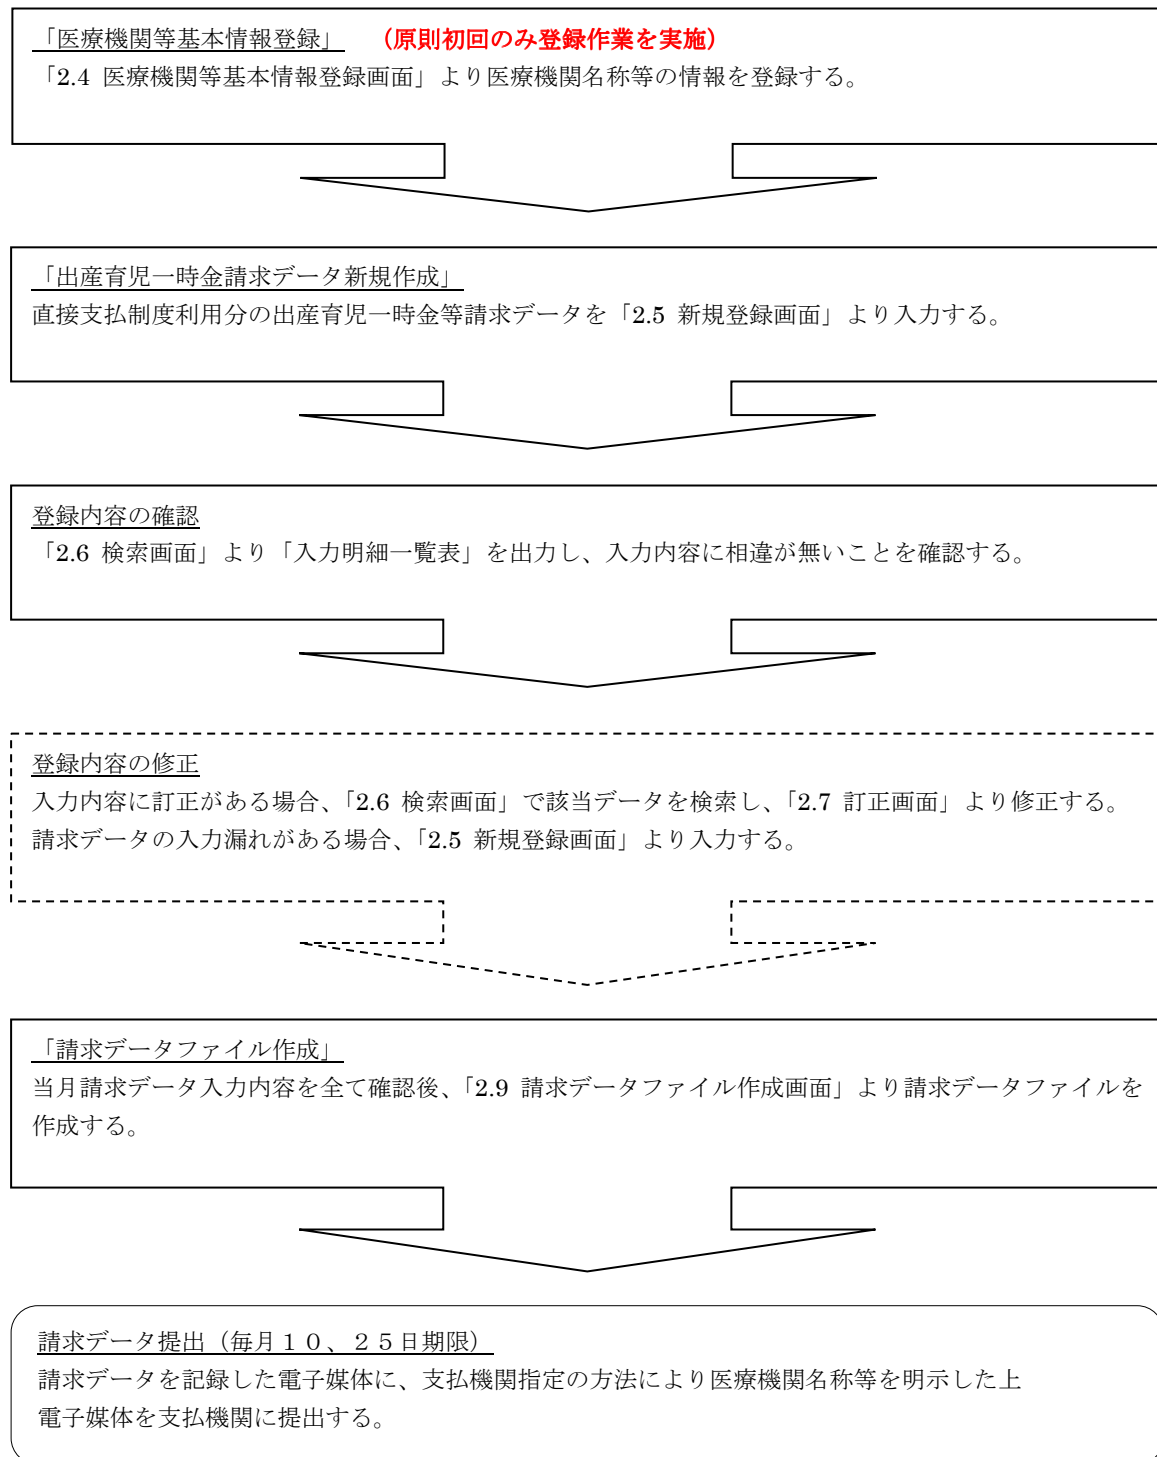 「医療機関等基本情報登録」　（原則初回のみ登録作業を実施）
「2.4 医療機関等基本情報登録画面」より医療機関名称等の情報を登録する。
「出産育児一時金請求データ新規作成」
直接支払制度利用分の出産育児一時金等請求データを「2.5 新規登録画面」より入力する。
登録内容の確認
「2.6 検索画面」より「入力明細一覧表」を出力し、入力内容に相違が無いことを確認する。
登録内容の修正
入力内容に訂正がある場合、「2.6 検索画面」で該当データを検索し、「2.7 訂正画面」より修正する。
請求データの入力漏れがある場合、「2.5 新規登録画面」より入力する。
「請求データファイル作成」
当月請求データ入力内容を全て確認後、「2.9 請求データファイル作成画面」より請求データファイルを
作成する。
請求データ提出（毎月１０、２５日期限）
請求データを記録した電子媒体に、支払機関指定の方法により医療機関名称等を明示した上
電子媒体を支払機関に提出する。